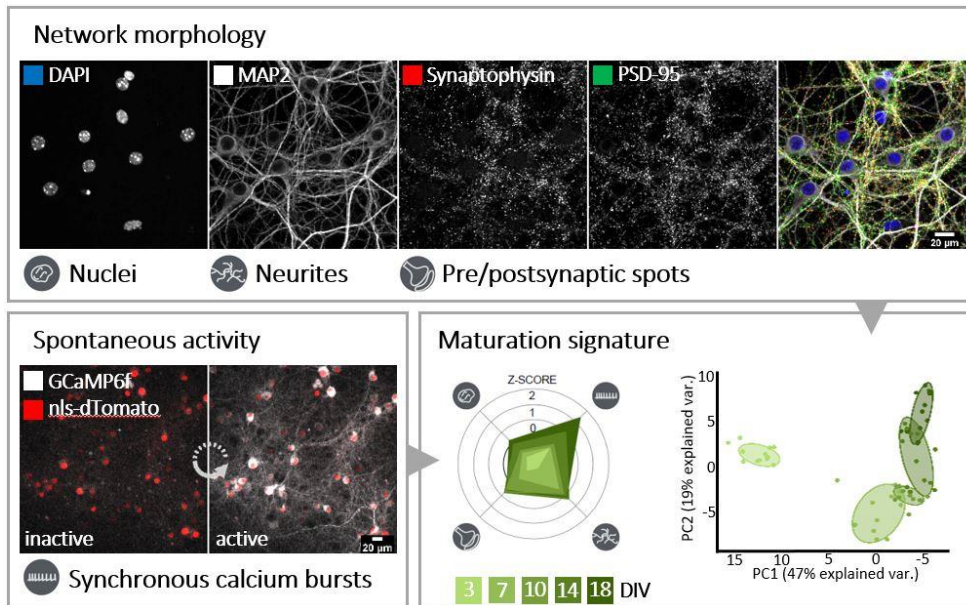 Network morphology
DAPI
MAP2
Synaptophysin
PSD-95
20 µm
Nuclei
Neurites
Pre/postsynaptic spots
Spontaneous activity
GCaMP6f
nls-dTomato
inactive
active
20 µm
Synchronous calcium bursts
Maturation signature
Z-SCORE
2
1
0
3 7 10 14 18 DIV
10
5
0
-5
PC2 (19% explained var.)
15 10 5 0 -5
PC1 (47% explained var.)